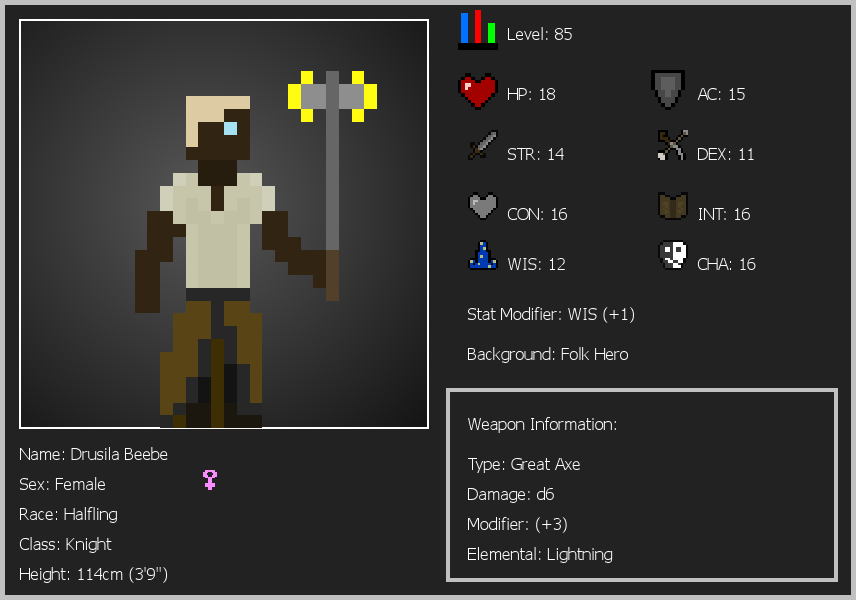 Level: 85
HP: 18
AC: 15
STR: 14
DEX: 11
CON: 16
INT: 16
WIS: 12
CHA: 16
Stat Modifier: WIS (+1)
Background: Folk Hero
Weapon Information:
Type: Great Axe
Damage: d6
Modifier: (+3)
Elemental: Lightning
Name: Drusila Beebe
Sex: Female
Race: Halfling
Class: Knight
Height: 114cm (3'9")